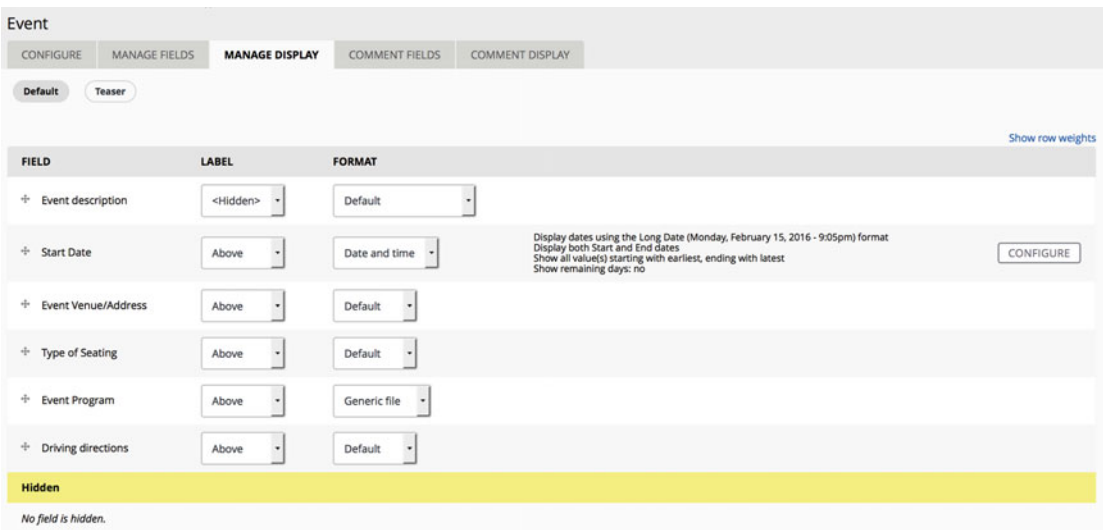 Event
CONFIGURE MANAGE FIELDS MANAGE DISPLAY COMMENT FIELDS COMMENT DISPLAY
Default Teaser
Show row weights
FIELD LABEL FORMAT
Event description <Hidden> Default
Start Date Above Date and time
Display dates using the Long Date (Monday, February 15, 2016 - 9:05pm) format
Display both Start and End dates
Show all value(s) starting with earliest, ending with latest
Show remaining days: no
CONFIGURE
Event Venue/Address Above Default
Type of Seating Above Default
Event Program Above Generic file
Driving directions Above Default
Hidden
No field is hidden.